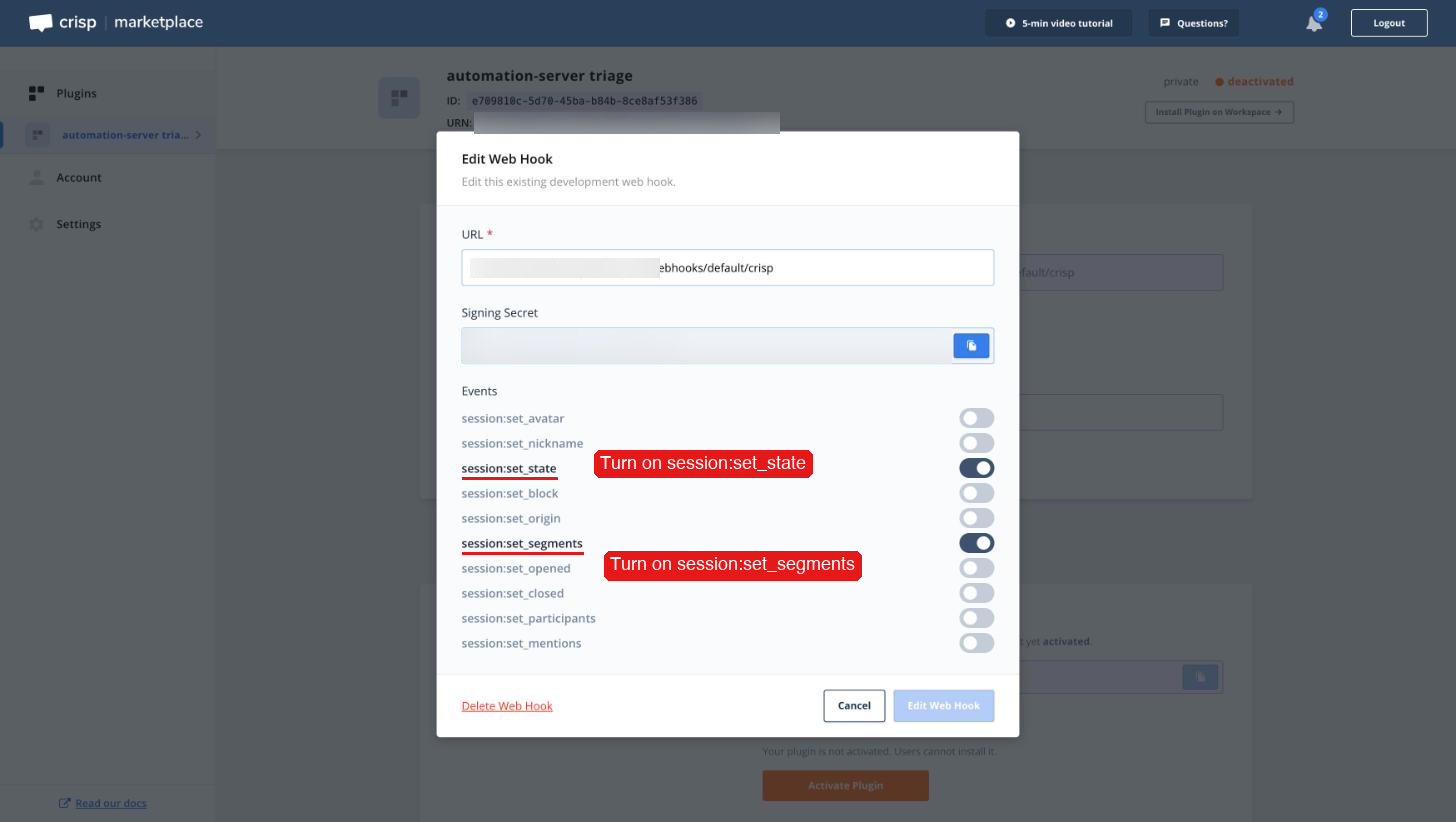 crisp | marketplace
5-min video tutorial
Questions?
2
Logout
Plugins
automation-server tria...
Account
Settings
Read our docs
automation-server triage
ID: e709810c-5d70-45ba-b84b-8ce8af53f386
URN:
private
deactivated
Install Plugin on Workspace →
Edit Web Hook
Edit this existing development web hook.
URL *
ebhooks/default/crisp
efault/crisp
Signing Secret
Events
session:set_avatar
session:set_nickname
session:set_state
Turn on session:set_state
session:set_block
session:set_origin
session:set_segments
Turn on session:set_segments
session:set_opened
session:set_closed
session:set_participants
session:set_mentions
t yet activated.
Delete Web Hook
Cancel
Edit Web Hook
Your plugin is not activated. Users cannot install it.
Activate Plugin